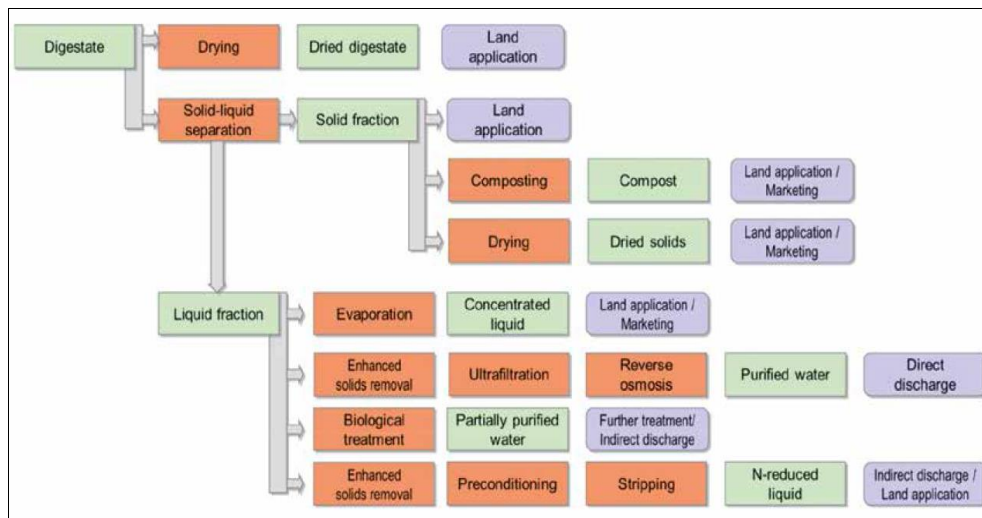 Digestate
Drying
Dried digestate
Land
application
Solid-liquid
separation
Solid fraction
Land
application
Composting
Compost
Land application /
Marketing
Drying
Dried solids
Land application /
Marketing
Liquid fraction
Evaporation
Concentrated
liquid
Land application /
Marketing
Enhanced
solids removal
Ultrafiltration
Reverse
osmosis
Purified water
Direct
discharge
Biological
treatment
Partially purified
water
Further treatment/
Indirect discharge
Enhanced
solids removal
Preconditioning
Stripping
N-reduced
liquid
Indirect discharge /
Land application